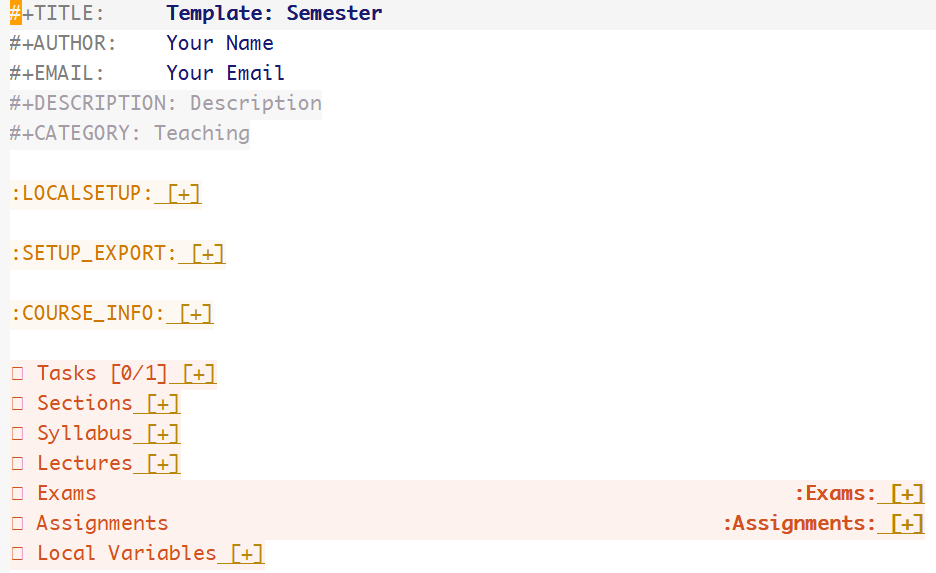 #+TITLE: Template: Semester
#+AUTHOR: Your Name
#+EMAIL: Your Email
#+DESCRIPTION: Description
#+CATEGORY: Teaching
:LOCALSETUP: [+]
:SETUP_EXPORT: [+]
:COURSE_INFO: [+]
□ Tasks [0/1] [+]
□ Sections [+]
□ Syllabus [+]
□ Lectures [+]
□ Exams :Exams: [+]
□ Assignments :Assignments: [+]
□ Local Variables [+]